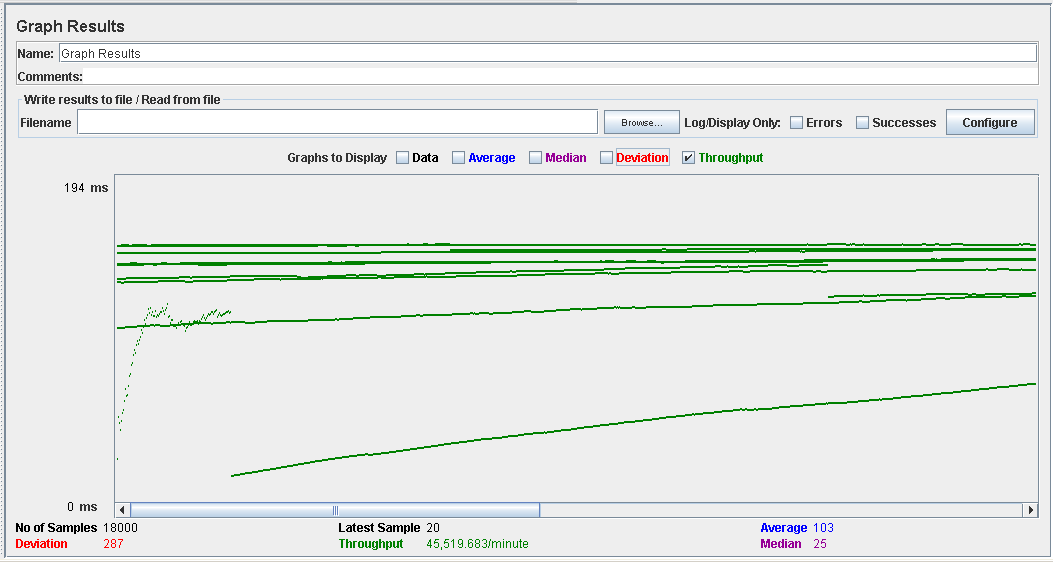 Graph Results
Name: Graph Results
Comments:
Write results to file / Read from file
Filename Browse... Log/Display Only: Errors Successes Configure
Graphs to Display Data Average Median Deviation Throughput
194 ms
0 ms
No of Samples 18000 Latest Sample 20 Average 103
Deviation 287 Throughput 45,519.683/minute Median 25